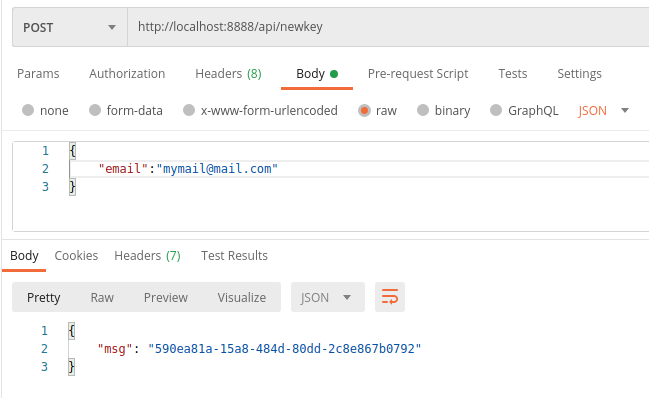 POST http://localhost:8888/api/newkey
Params Authorization Headers (8) Body Pre-request Script Tests Settings
none form-data x-www-form-urlencoded raw binary GraphQL JSON
1 {
2 "email":"mymail@mail.com"
3 }
Body Cookies Headers (7) Test Results
Pretty Raw Preview Visualize JSON
1 {
2 "msg": "590ea81a-15a8-484d-80dd-2c8e867b0792"
3 }